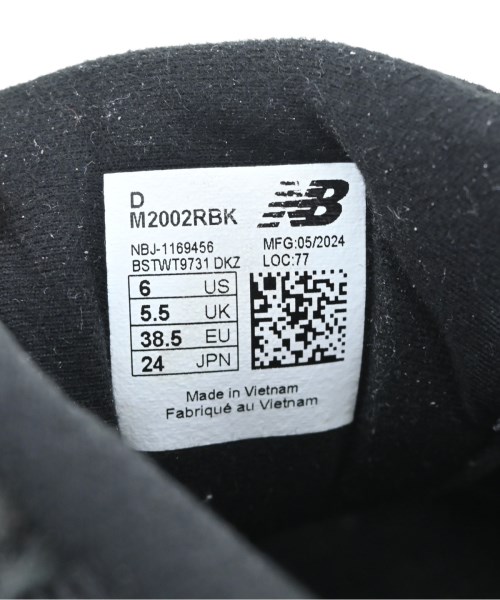 D
M2002RBK
NB
NBJ-1169456
BSTWT9731 DKZ
MFG:05/2024
LOC:77
6 US
5.5 UK
38.5 EU
24 JPN
Made in Vietnam
Fabriqué au Vietnam